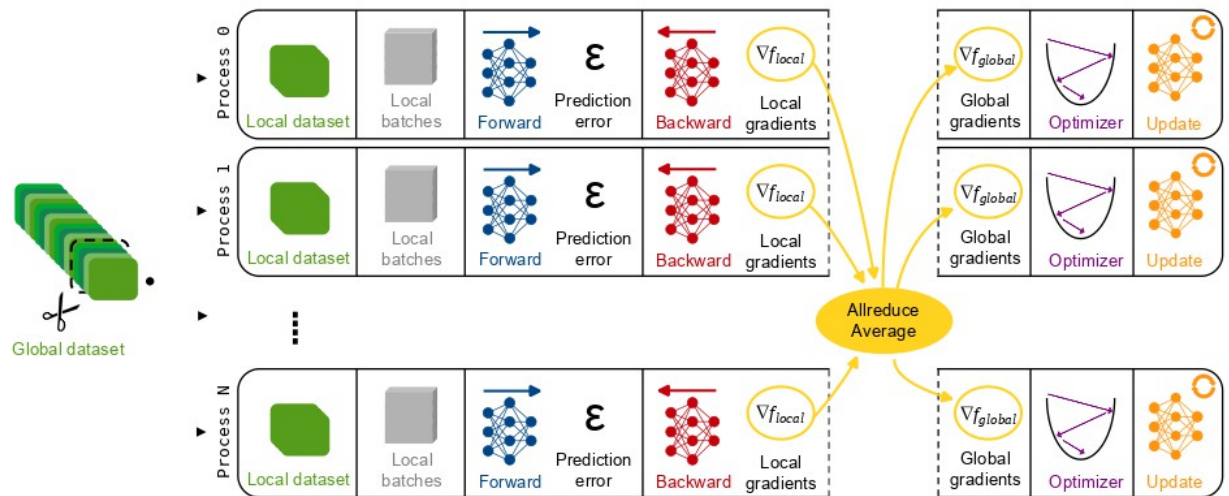 Process 0
Local dataset
Local
batches
Forward
ε
Prediction
error
Backward
∇f_local
Local
gradients
∇f_global
Global
gradients
Optimizer
Update
Process 1
Local dataset
Local
batches
Forward
ε
Prediction
error
Backward
∇f_local
Local
gradients
∇f_global
Global
gradients
Optimizer
Update
Global dataset
Allreduce
Average
Process N
Local dataset
Local
batches
Forward
ε
Prediction
error
Backward
∇f_local
Local
gradients
∇f_global
Global
gradients
Optimizer
Update